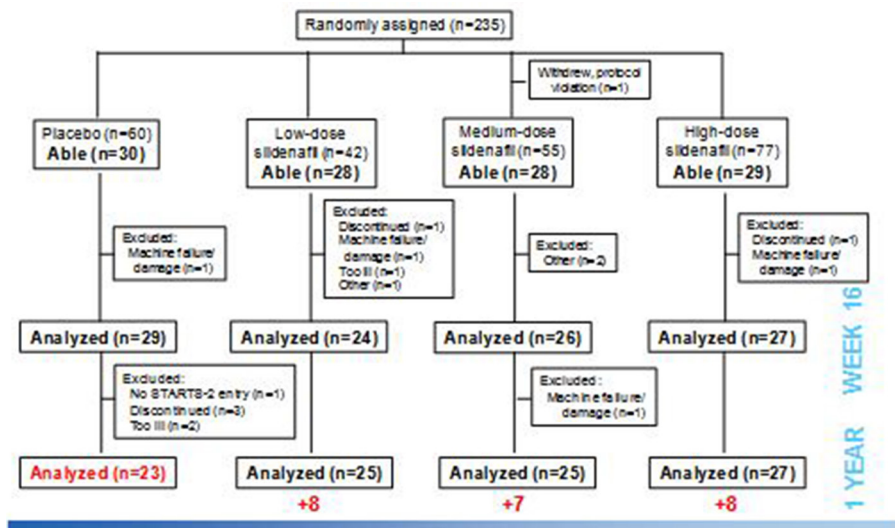 Randomly assigned (n=235)
Withdrew, protocol
violation (n=1)
Placebo (n=60)
Able (n=30)
Low-dose
sildenafil (n=42)
Able (n=28)
Medium-dose
sildenafil (n=55)
Able (n=28)
High-dose
sildenafil (n=77)
Able (n=29)
Excluded:
Machine failure/
damage (n=1)
Excluded:
Discontinued (n=1)
Machine failure/
damage (n=1)
Too ill (n=1)
Other (n=1)
Excluded:
Other (n=2)
Excluded:
Discontinued (n=1)
Machine failure/
damage (n=1)
Analyzed (n=29)
Analyzed (n=24)
Analyzed (n=26)
Analyzed (n=27)
WEEK 16
Excluded:
No STARTS-2 entry (n=1)
Discontinued (n=3)
Too ill (n=2)
Excluded:
Machine failure/
damage (n=1)
Analyzed (n=23)
Analyzed (n=25)
Analyzed (n=25)
Analyzed (n=27)
1 YEAR
+8
+7
+8